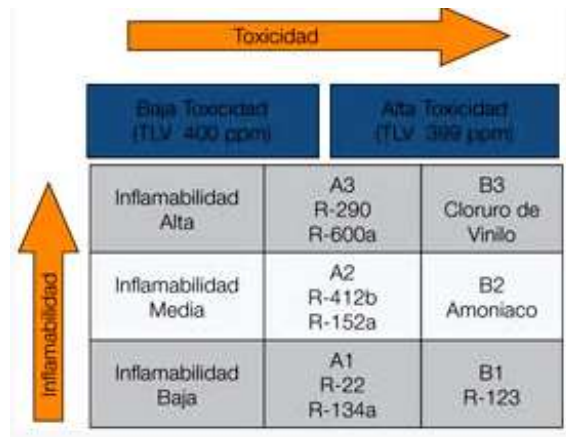 Toxicidad
Baja Toxicidad
(TLV 400 ppm)
Alta Toxicidad
(TLV 399 ppm)
Inflamabilidad
Inflamabilidad
Alta
A3
R-290
R-600a
B3
Cloruro de
Vinilo
Inflamabilidad
Media
A2
R-412b
R-152a
B2
Amoniaco
Inflamabilidad
Baja
A1
R-22
R-134a
B1
R-123